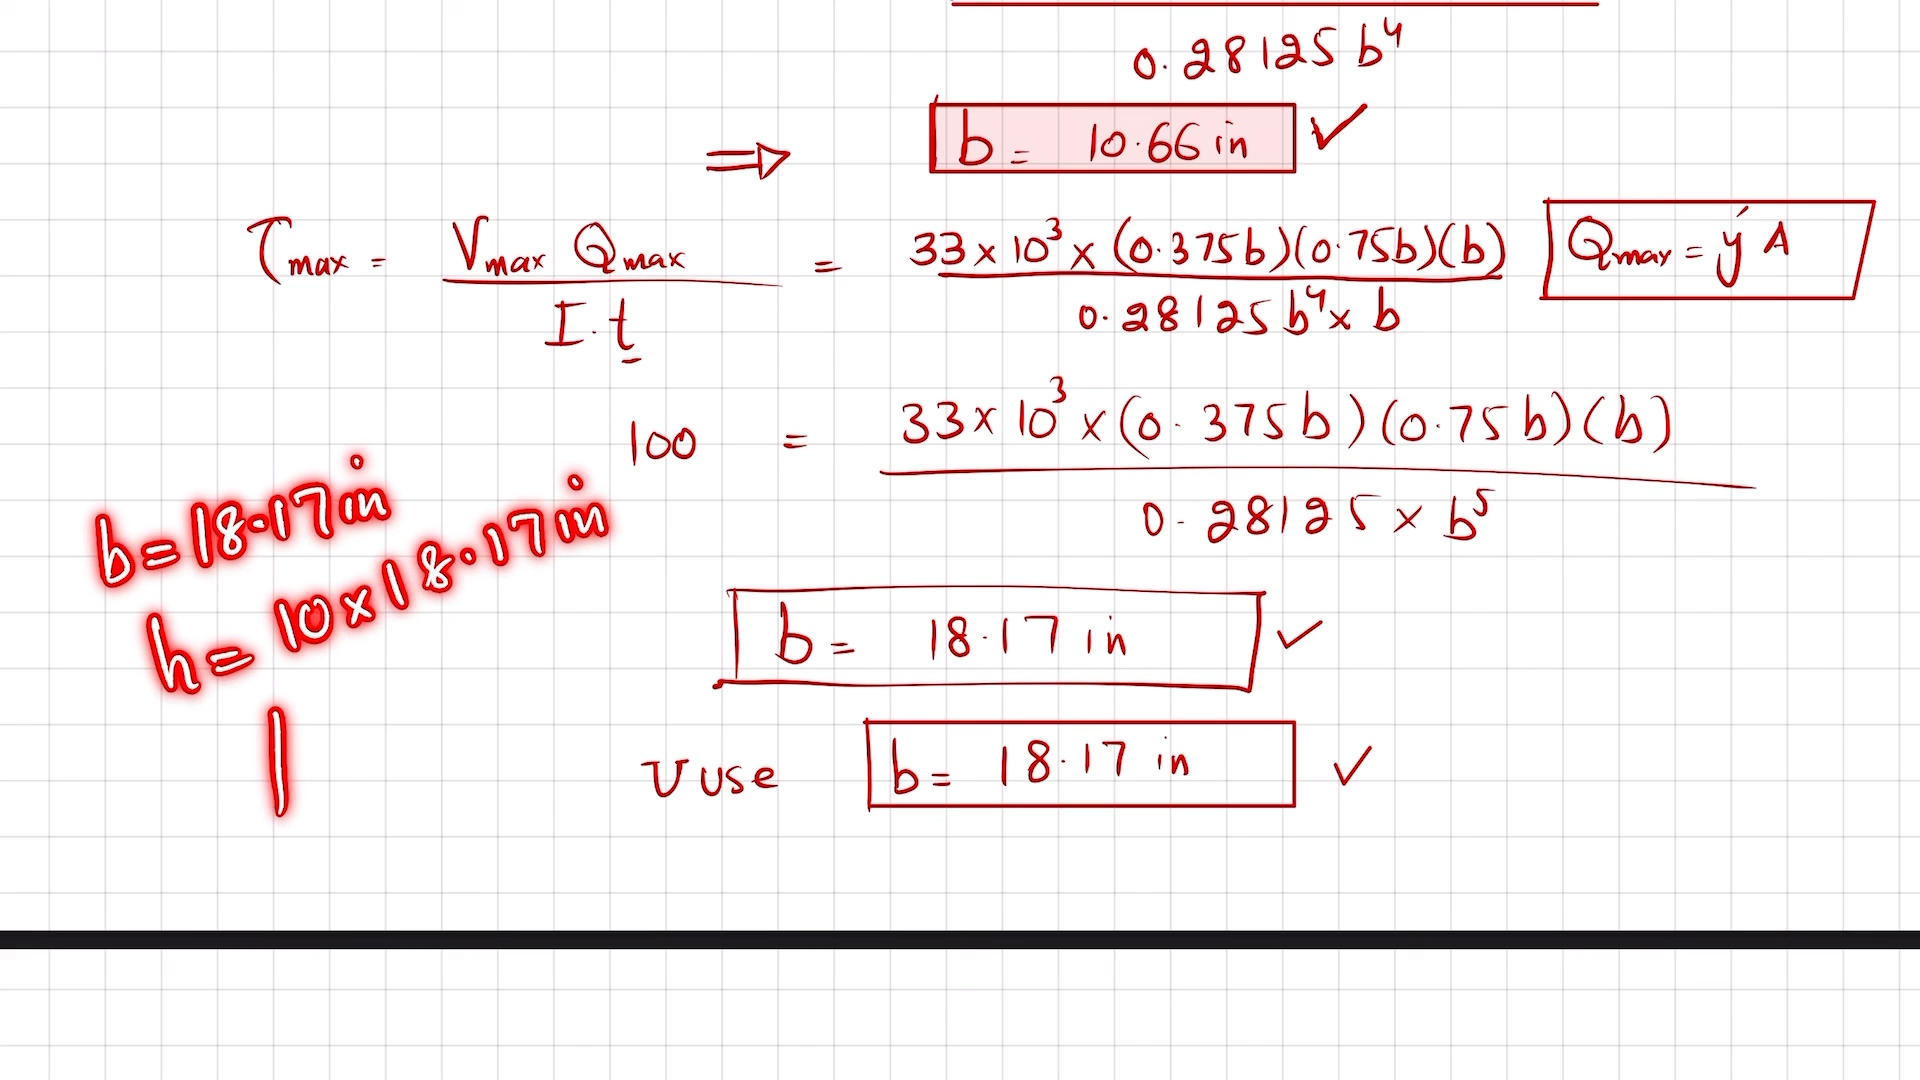 0.28125 b⁴
⇒ b = 10.66 in ✓
τmax = Vmax Qmax / I.t = 33 x 10³ x (0.375b)(0.75b)(b) / 0.28125 b⁴ x b
Qmax = y' A
100 = 33 x 10³ x (0.375b)(0.75b)(b) / 0.28125 x b⁵
b = 18.17 in
h = 10 x 18.17 in
b = 18.17 in ✓
U use b = 18.17 in ✓